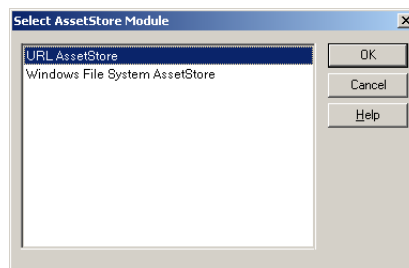 Select AssetStore Module
URL AssetStore
Windows File System AssetStore
OK
Cancel
Help